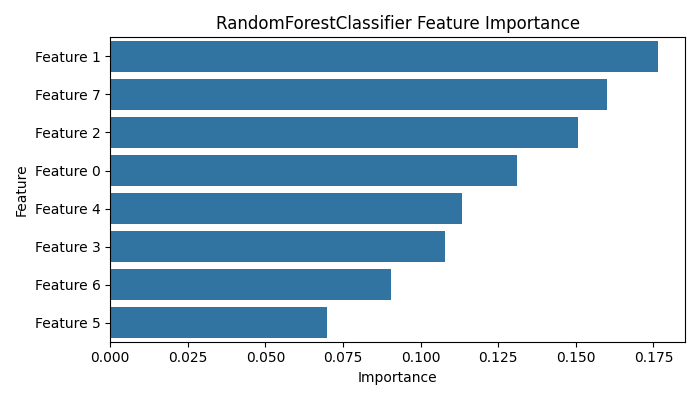 RandomForestClassifier Feature Importance
Feature 1
Feature 7
Feature 2
Feature 0
Feature 4
Feature 3
Feature 6
Feature 5
Feature
0.000 0.025 0.050 0.075 0.100 0.125 0.150 0.175
Importance